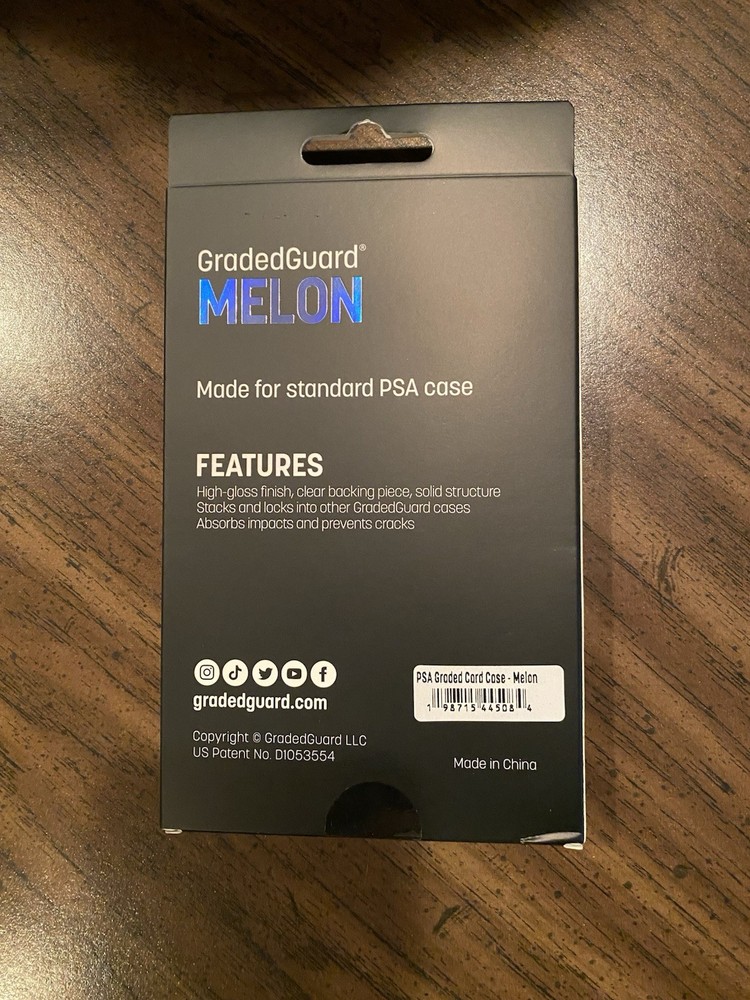 GradedGuard®
MELON
Made for standard PSA case
FEATURES
High-gloss finish, clear backing piece, solid structure
Stacks and locks into other GradedGuard cases
Absorbs impacts and prevents cracks
gradedguard.com
Copyright © GradedGuard LLC
US Patent No. D1053554
PSA Graded Card Case - Melon
1 98715 44508 4
Made in China